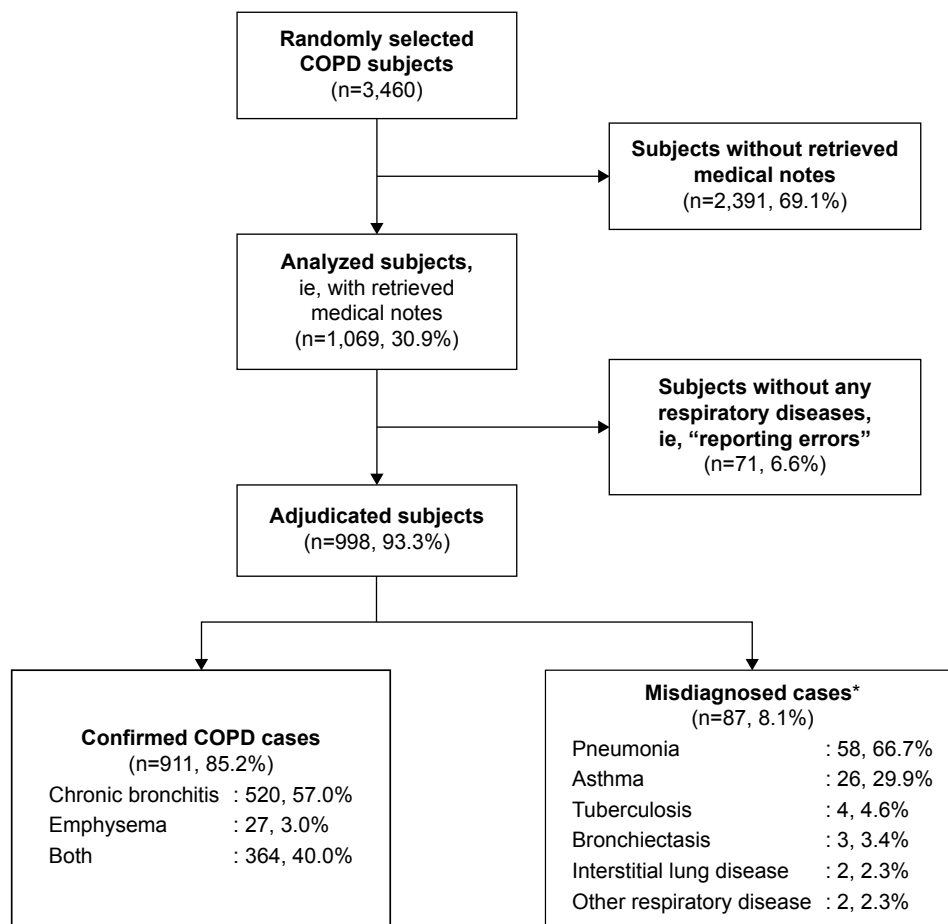 Randomly selected
COPD subjects
(n=3,460)
Subjects without retrieved
medical notes
(n=2,391, 69.1%)
Analyzed subjects,
ie, with retrieved
medical notes
(n=1,069, 30.9%)
Subjects without any
respiratory diseases,
ie, “reporting errors”
(n=71, 6.6%)
Adjudicated subjects
(n=998, 93.3%)
Confirmed COPD cases
(n=911, 85.2%)
Chronic bronchitis : 520, 57.0%
Emphysema : 27, 3.0%
Both : 364, 40.0%
Misdiagnosed cases*
(n=87, 8.1%)
Pneumonia : 58, 66.7%
Asthma : 26, 29.9%
Tuberculosis : 4, 4.6%
Bronchiectasis : 3, 3.4%
Interstitial lung disease : 2, 2.3%
Other respiratory disease : 2, 2.3%